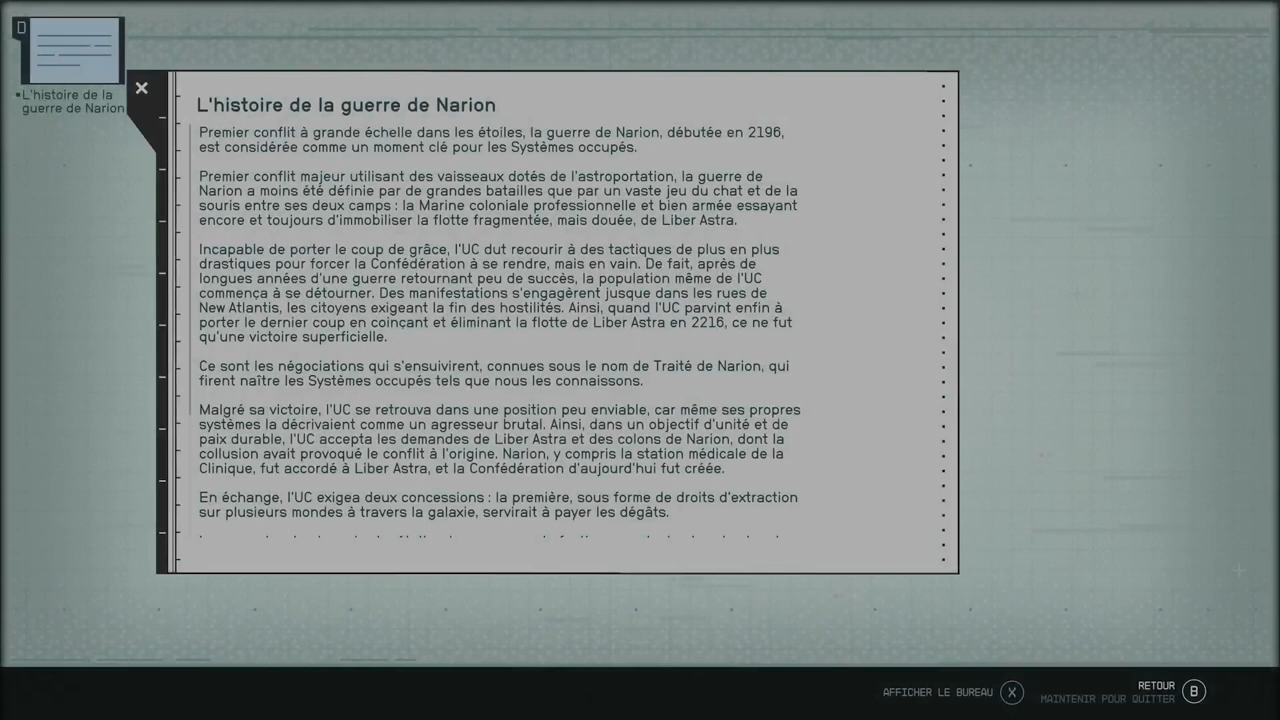 D
L'histoire de la
guerre de Narion
L'histoire de la guerre de Narion
Premier conflit à grande échelle dans les étoiles, la guerre de Narion, débutée en 2196,
est considérée comme un moment clé pour les Systèmes occupés.
Premier conflit majeur utilisant des vaisseaux dotés de l'astroportation, la guerre de
Narion a moins été définie par de grandes batailles que par un vaste jeu du chat et de la
souris entre ses deux camps : la Marine coloniale professionnelle et bien armée essayant
encore et toujours d'immobiliser la flotte fragmentée, mais douée, de Liber Astra.
Incapable de porter le coup de grâce, l'UC dut recourir à des tactiques de plus en plus
drastiques pour forcer la Confédération à se rendre, mais en vain. De fait, après de
longues années d'une guerre retournant peu de succès, la population même de l'UC
commença à se détourner. Des manifestations s'engagèrent jusque dans les rues de
New Atlantis, les citoyens exigeant la fin des hostilités. Ainsi, quand l'UC parvint enfin à
porter le dernier coup en coinçant et éliminant la flotte de Liber Astra en 2216, ce ne fut
qu'une victoire superficielle.
Ce sont les négociations qui s'ensuivirent, connues sous le nom de Traité de Narion, qui
firent naître les Systèmes occupés tels que nous les connaissons.
Malgré sa victoire, l'UC se retrouva dans une position peu enviable, car même ses propres
systèmes la décrivaient comme un agresseur brutal. Ainsi, dans un objectif d'unité et de
paix durable, l'UC accepta les demandes de Liber Astra et des colons de Narion, dont la
collusion avait provoqué le conflit à l'origine. Narion, y compris la station médicale de la
Clinique, fut accordé à Liber Astra, et la Confédération d'aujourd'hui fut créée.
En échange, l'UC exigea deux concessions : la première, sous forme de droits d'extraction
sur plusieurs mondes à travers la galaxie, servirait à payer les dégâts.
AFFICHER LE BUREAU X
RETOUR B
MAINTENIR POUR QUITTER